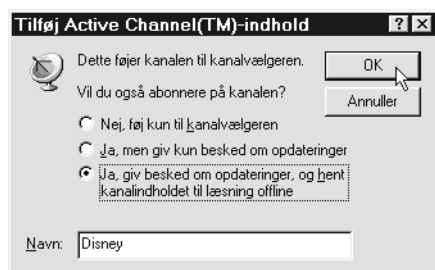 Tilføj Active Channel(TM)-indhold
Dette føjer kanalen til kanalvælgeren.
OK
Vil du også abonnere på kanalen?
Annuller
Nej, føj kun til kanalvælgeren
Ja, men giv kun besked om opdateringer
Ja, giv besked om opdateringer, og hent
kanalindholdet til læsning offline
Navn: Disney